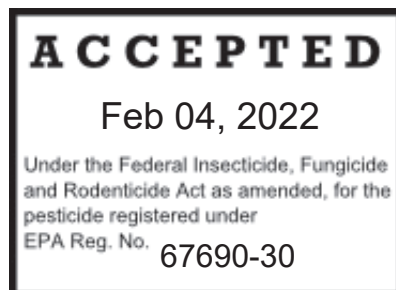 ACCEPTED
Feb 04, 2022
Under the Federal Insecticide, Fungicide
and Rodenticide Act as amended, for the
pesticide registered under
EPA Reg. No. 67690-30